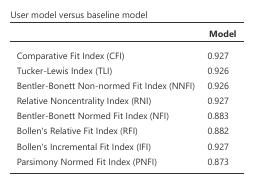 User model versus baseline model
Model
Comparative Fit Index (CFI) 0.927
Tucker-Lewis Index (TLI) 0.926
Bentler-Bonett Non-normed Fit Index (NNFI) 0.926
Relative Noncentrality Index (RNI) 0.927
Bentler-Bonett Normed Fit Index (NFI) 0.883
Bollen's Relative Fit Index (RFI) 0.882
Bollen's Incremental Fit Index (IFI) 0.927
Parsimony Normed Fit Index (PNFI) 0.873